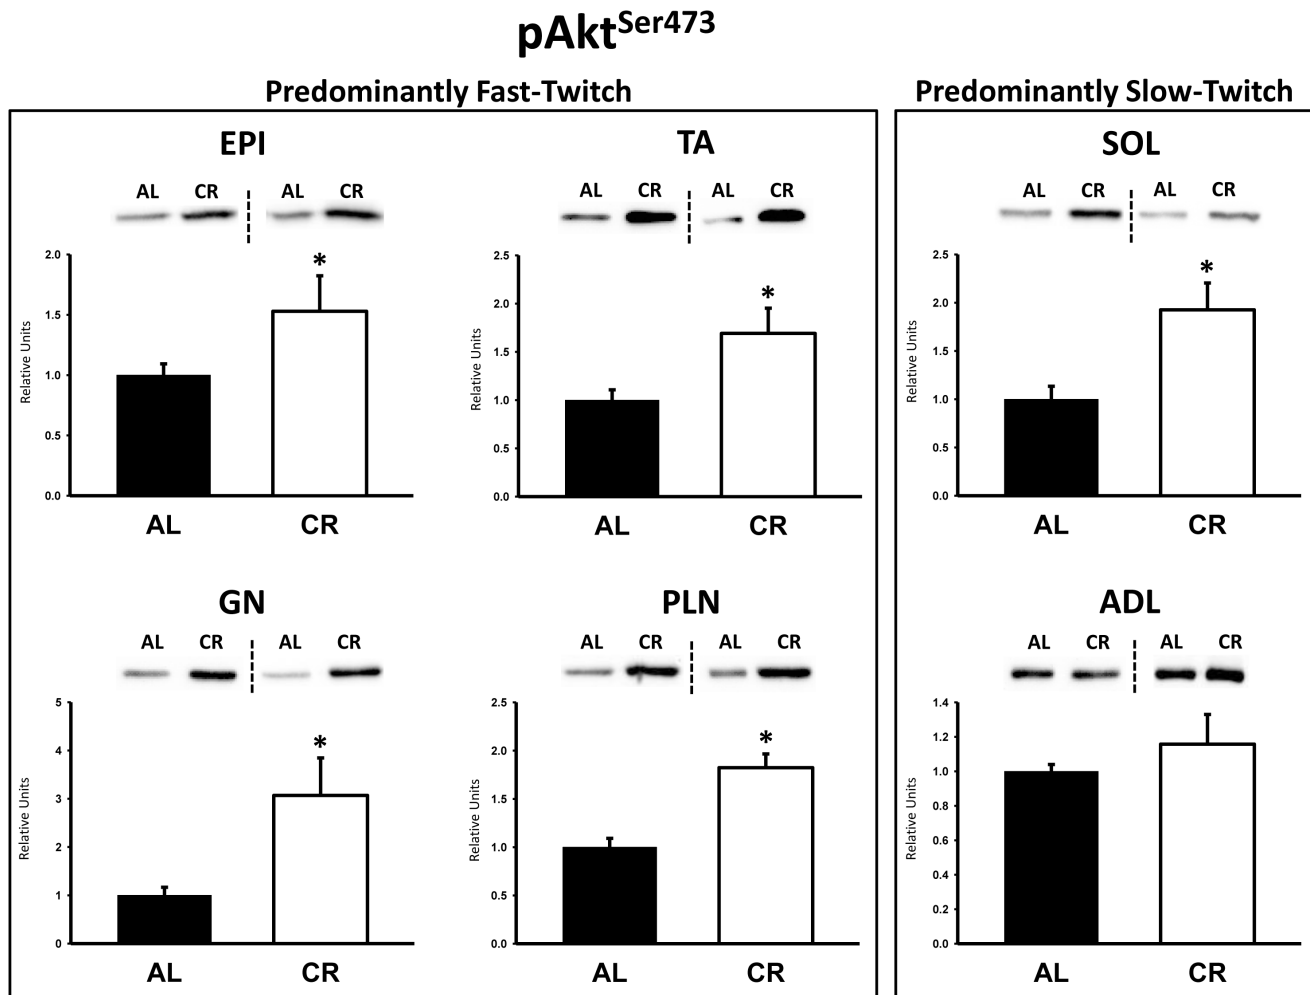 pAktSer473
Predominantly Fast-Twitch
Predominantly Slow-Twitch
EPI
AL CR AL CR
*
2.0
1.5
1.0
0.5
0.0
Relative Units
AL CR
TA
AL CR AL CR
*
2.5
2.0
1.5
1.0
0.5
0.0
Relative Units
AL CR
SOL
AL CR AL CR
*
2.5
2.0
1.5
1.0
0.5
0.0
Relative Units
AL CR
GN
AL CR AL CR
*
5
4
3
2
1
0
Relative Units
AL CR
PLN
AL CR AL CR
*
2.5
2.0
1.5
1.0
0.5
0.0
Relative Units
AL CR
ADL
AL CR AL CR
1.4
1.2
1.0
0.8
0.6
0.4
0.2
0.0
Relative Units
AL CR